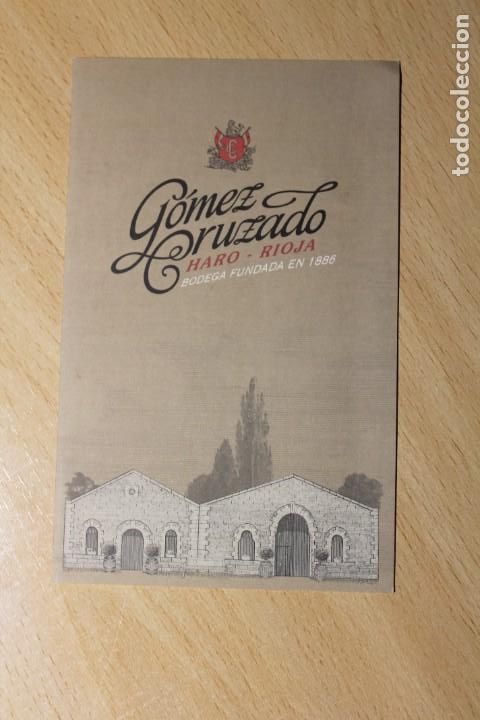 Gómez
Cruzado
HARO - RIOJA
BODEGA FUNDADA EN 1886
todocoleccion